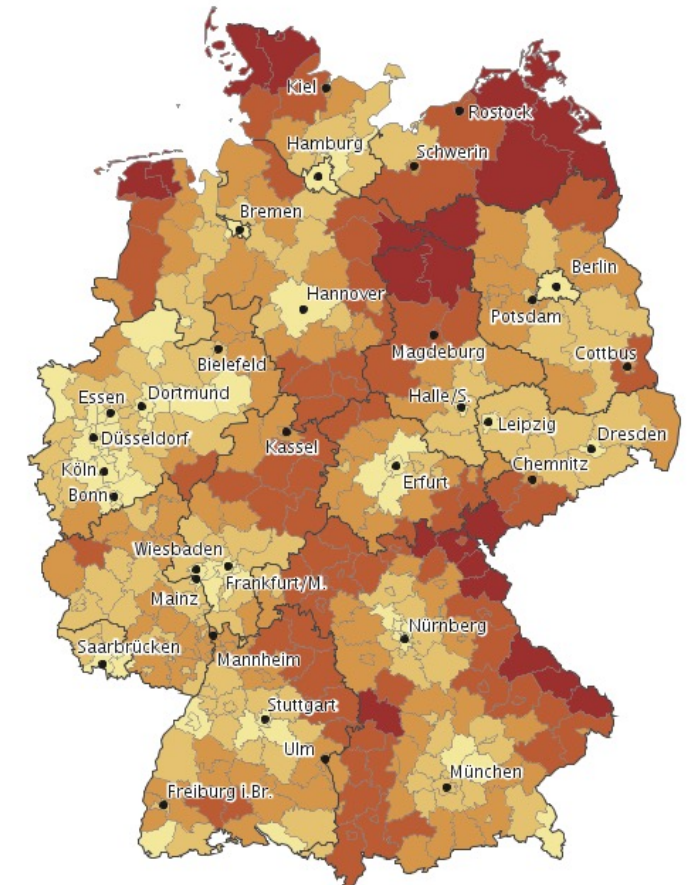 Kiel
Rostock
Hamburg
Schwerin
Bremen
Berlin
Hannover
Potsdam
Magdeburg
Bielefeld
Cottbus
Essen
Dortmund
Halle/S.
Leipzig
Düsseldorf
Kassel
Dresden
Köln
Erfurt
Chemnitz
Bonn
Wiesbaden
Frankfurt/M.
Mainz
Nürnberg
Saarbrücken
Mannheim
Stuttgart
Ulm
München
Freiburg i.Br.